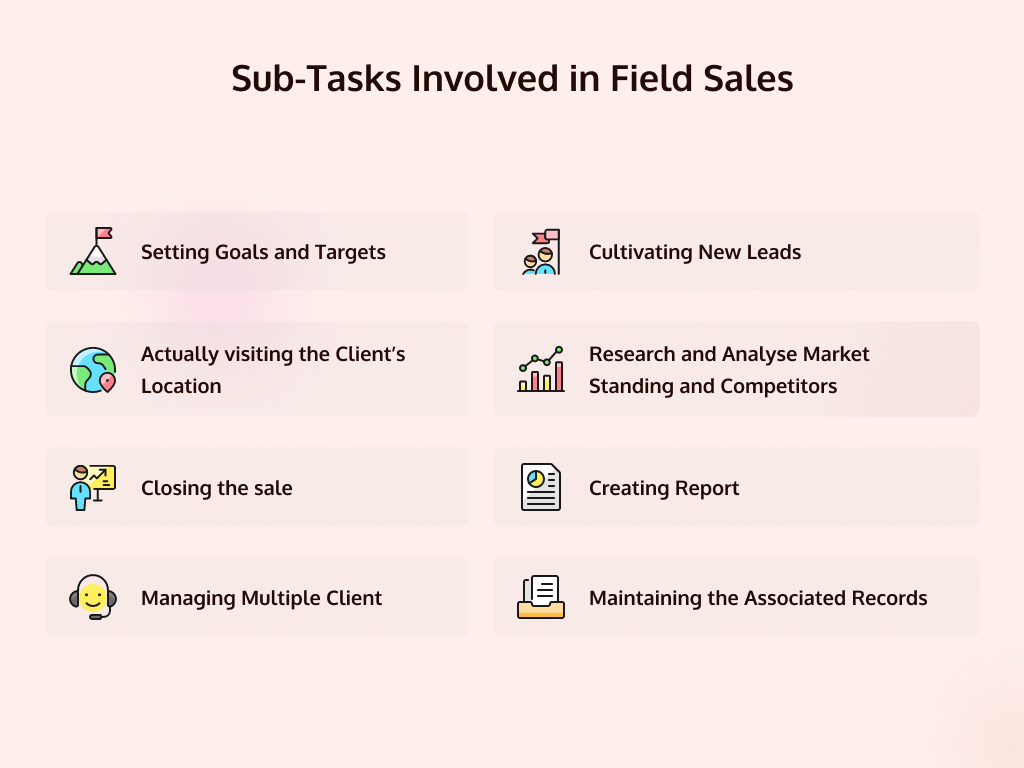 Sub-Tasks Involved in Field Sales
Setting Goals and Targets
Cultivating New Leads
Actually visiting the Client’s
Location
Research and Analyse Market
Standing and Competitors
Closing the sale
Creating Report
Managing Multiple Client
Maintaining the Associated Records